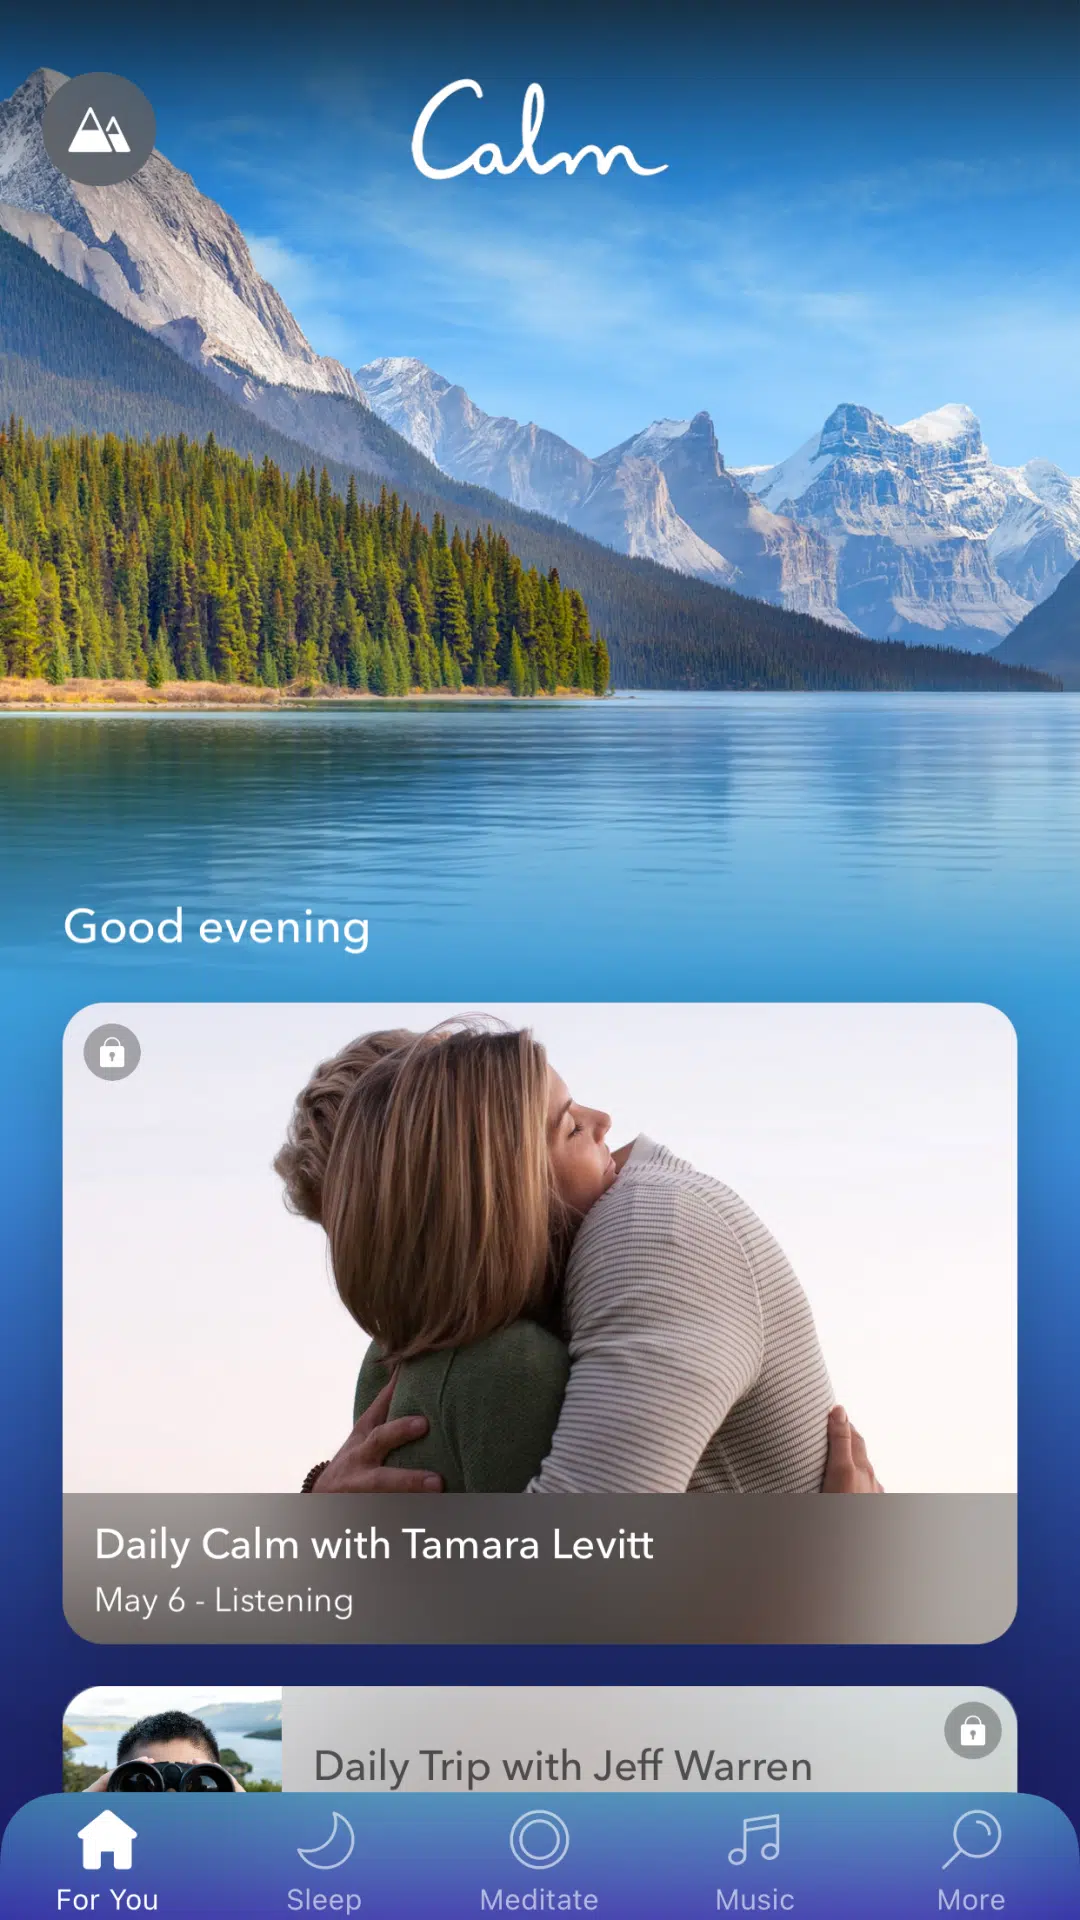 Calm
Good evening
Daily Calm with Tamara Levitt
May 6 - Listening
Daily Trip with Jeff Warren
For You
Sleep
Meditate
Music
More